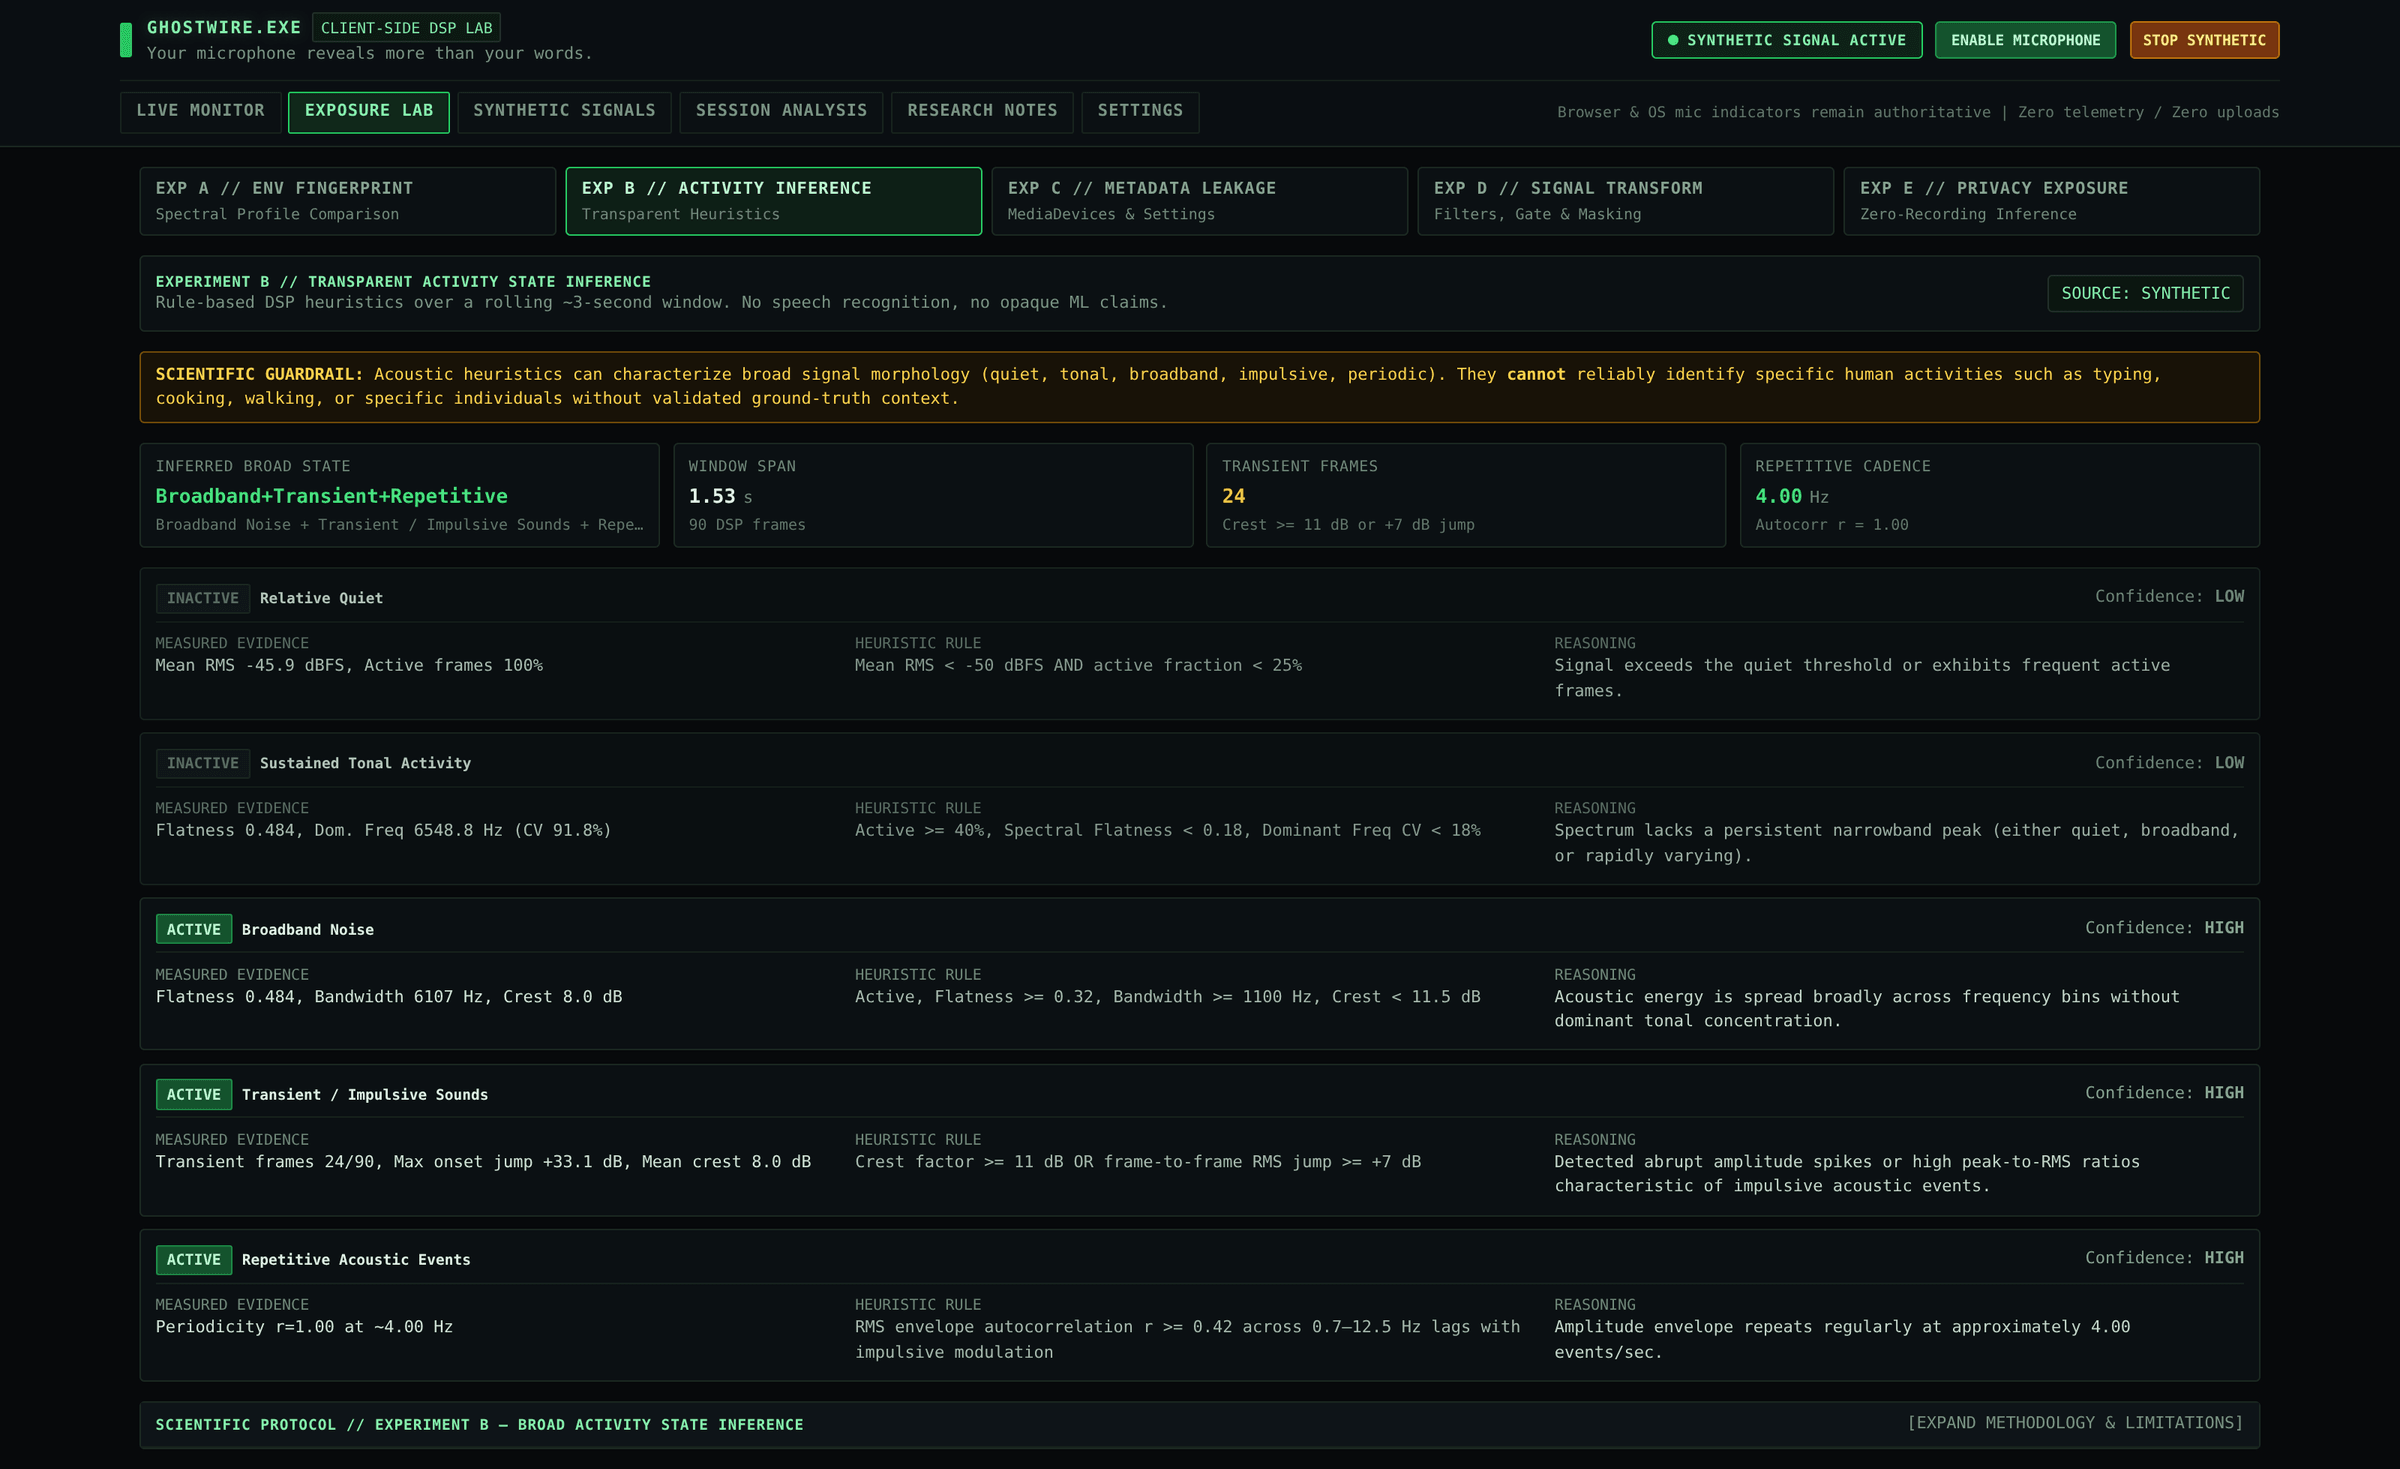 GHOSTWIRE.EXE CLIENT-SIDE DSP LAB
Your microphone reveals more than your words.
SYNTHETIC SIGNAL ACTIVE ENABLE MICROPHONE STOP SYNTHETIC
LIVE MONITOR EXPOSURE LAB SYNTHETIC SIGNALS SESSION ANALYSIS RESEARCH NOTES SETTINGS
Browser & OS mic indicators remain authoritative | Zero telemetry / Zero uploads
EXP A // ENV FINGERPRINT
Spectral Profile Comparison
EXP B // ACTIVITY INFERENCE
Transparent Heuristics
EXP C // METADATA LEAKAGE
MediaDevices & Settings
EXP D // SIGNAL TRANSFORM
Filters, Gate & Masking
EXP E // PRIVACY EXPOSURE
Zero-Recording Inference
EXPERIMENT B // TRANSPARENT ACTIVITY STATE INFERENCE
Rule-based DSP heuristics over a rolling ~3-second window. No speech recognition, no opaque ML claims.
SOURCE: SYNTHETIC
SCIENTIFIC GUARDRAIL: Acoustic heuristics can characterize broad signal morphology (quiet, tonal, broadband, impulsive, periodic). They cannot reliably identify specific human activities such as typing,
cooking, walking, or specific individuals without validated ground-truth context.
INFERRED BROAD STATE
Broadband+Transient+Repetitive
Broadband Noise + Transient / Impulsive Sounds + Repe…
WINDOW SPAN
1.53 s
90 DSP frames
TRANSIENT FRAMES
24
Crest >= 11 dB or +7 dB jump
REPETITIVE CADENCE
4.00 Hz
Autocorr r = 1.00
INACTIVE Relative Quiet
Confidence: LOW
MEASURED EVIDENCE
Mean RMS -45.9 dBFS, Active frames 100%
HEURISTIC RULE
Mean RMS < -50 dBFS AND active fraction < 25%
REASONING
Signal exceeds the quiet threshold or exhibits frequent active
frames.
INACTIVE Sustained Tonal Activity
Confidence: LOW
MEASURED EVIDENCE
Flatness 0.484, Dom. Freq 6548.8 Hz (CV 91.8%)
HEURISTIC RULE
Active >= 40%, Spectral Flatness < 0.18, Dominant Freq CV < 18%
REASONING
Spectrum lacks a persistent narrowband peak (either quiet, broadband,
or rapidly varying).
ACTIVE Broadband Noise
Confidence: HIGH
MEASURED EVIDENCE
Flatness 0.484, Bandwidth 6107 Hz, Crest 8.0 dB
HEURISTIC RULE
Active, Flatness >= 0.32, Bandwidth >= 1100 Hz, Crest < 11.5 dB
REASONING
Acoustic energy is spread broadly across frequency bins without
dominant tonal concentration.
ACTIVE Transient / Impulsive Sounds
Confidence: HIGH
MEASURED EVIDENCE
Transient frames 24/90, Max onset jump +33.1 dB, Mean crest 8.0 dB
HEURISTIC RULE
Crest factor >= 11 dB OR frame-to-frame RMS jump >= +7 dB
REASONING
Detected abrupt amplitude spikes or high peak-to-RMS ratios
characteristic of impulsive acoustic events.
ACTIVE Repetitive Acoustic Events
Confidence: HIGH
MEASURED EVIDENCE
Periodicity r=1.00 at ~4.00 Hz
HEURISTIC RULE
RMS envelope autocorrelation r >= 0.42 across 0.7–12.5 Hz lags with
impulsive modulation
REASONING
Amplitude envelope repeats regularly at approximately 4.00
events/sec.
SCIENTIFIC PROTOCOL // EXPERIMENT B — BROAD ACTIVITY STATE INFERENCE
[EXPAND METHODOLOGY & LIMITATIONS]